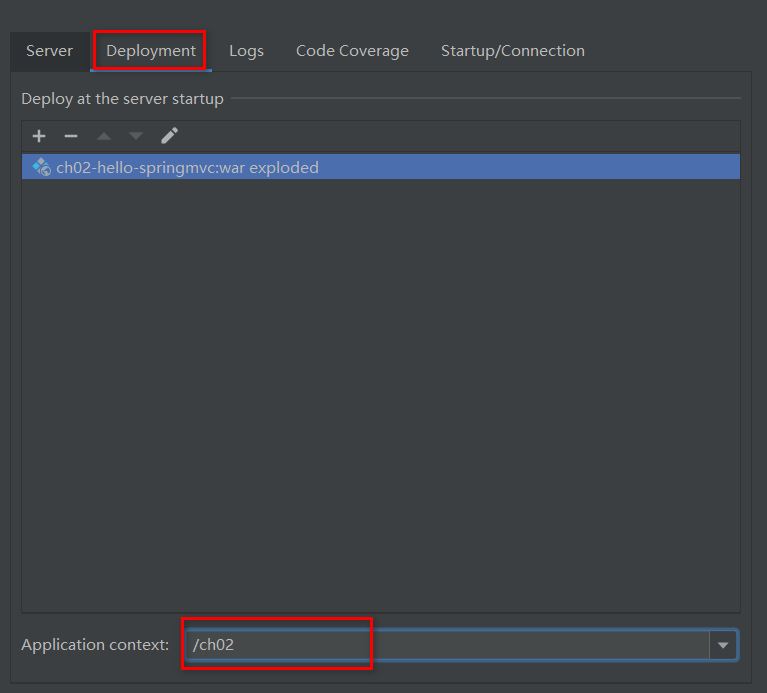 Server Deployment Logs Code Coverage Startup/Connection
Deploy at the server startup
ch02-hello-springmvc:war exploded
Application context: /ch02